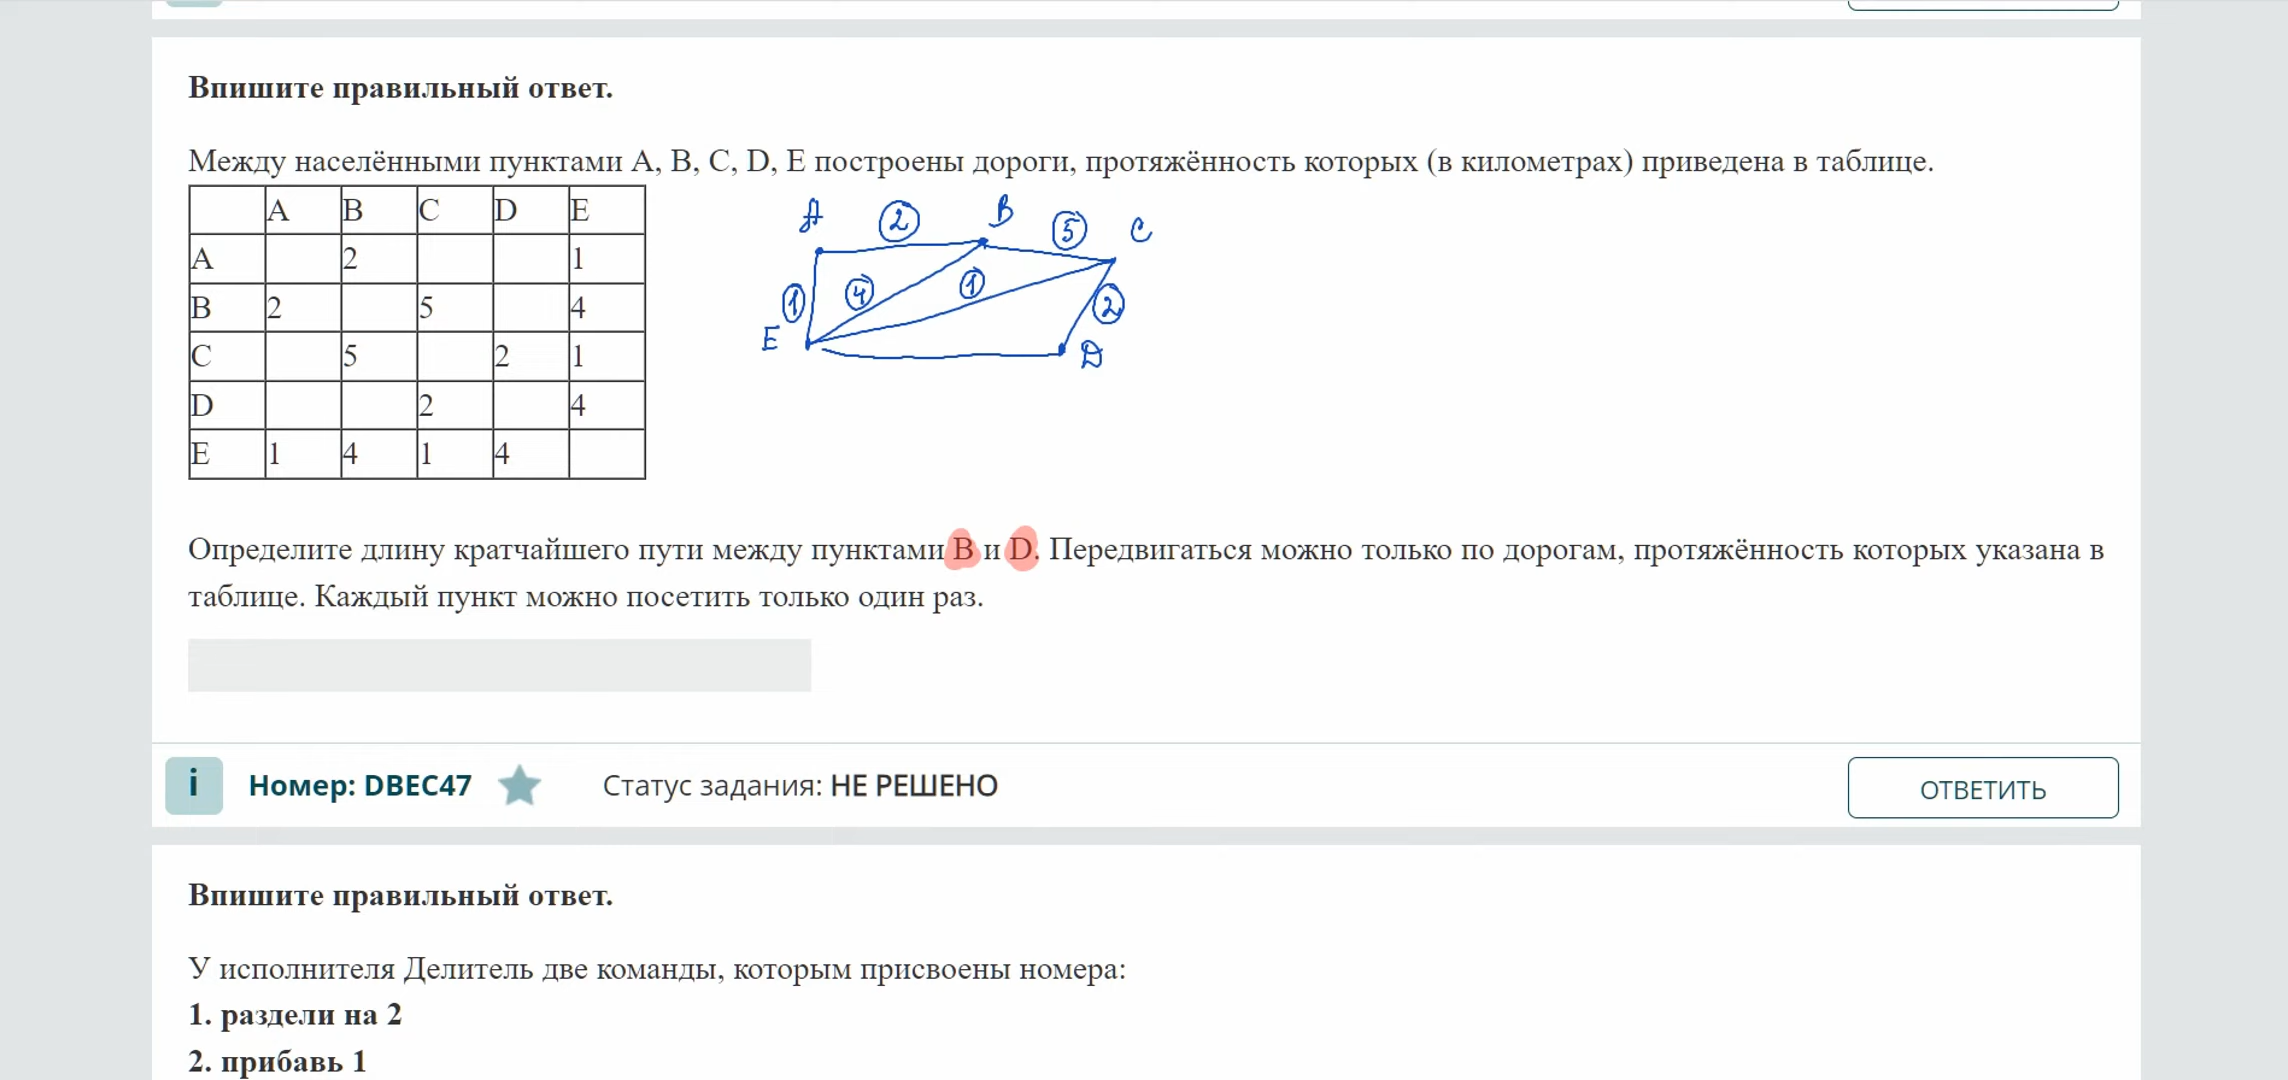 Впишите правильный ответ.
Между населёнными пунктами A, B, C, D, E построены дороги, протяжённость которых (в километрах) приведена в таблице.
A B C D E
A 2 1
B 2 5 4
C 5 2 1
D 2 4
E 1 4 1 4
A 2 B 5 C
1 4 1 2
E D
Определите длину кратчайшего пути между пунктами B и D. Передвигаться можно только по дорогам, протяжённость которых указана в
таблице. Каждый пункт можно посетить только один раз.
i Номер: DBEC47 Статус задания: НЕ РЕШЕНО ОТВЕТИТЬ
Впишите правильный ответ.
У исполнителя Делитель две команды, которым присвоены номера:
1. раздели на 2
2. прибавь 1